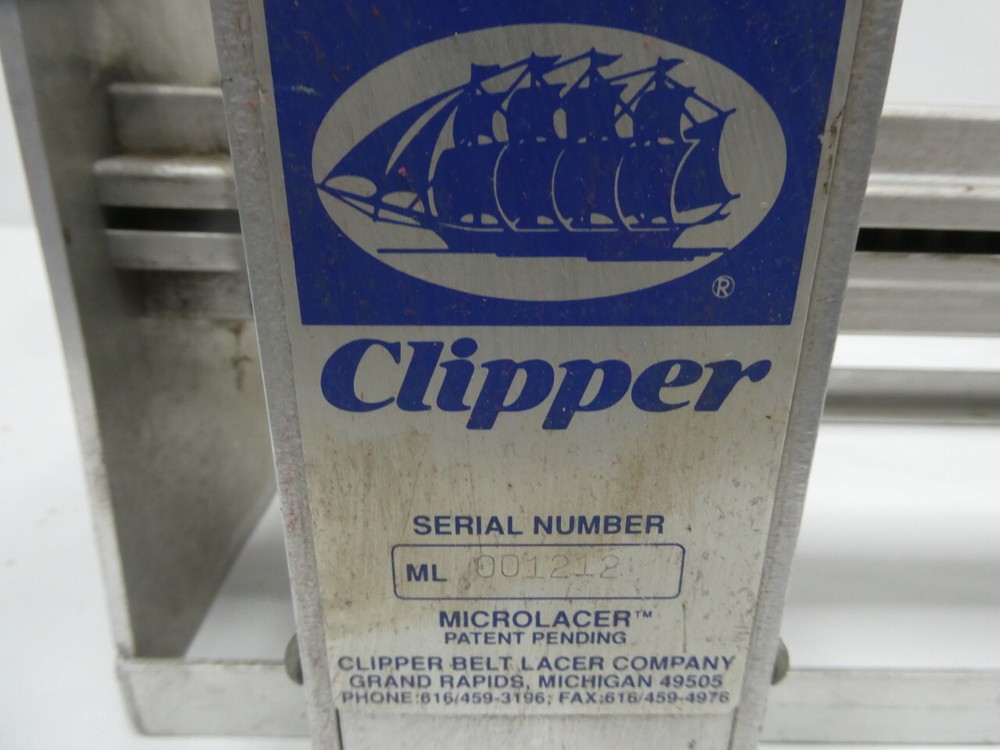 ®
Clipper
SERIAL NUMBER
ML 001212
MICROLACER™
PATENT PENDING
CLIPPER BELT LACER COMPANY
GRAND RAPIDS, MICHIGAN 49505
PHONE:616/459-3196; FAX:616/459-4976